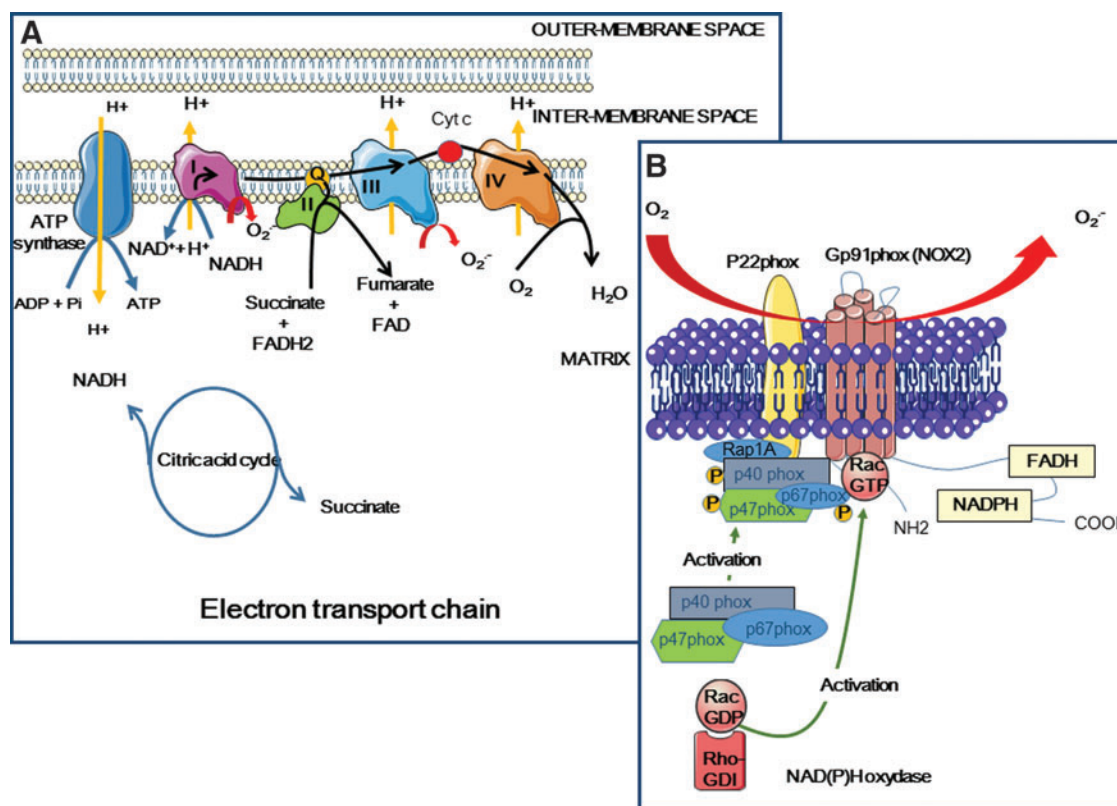 A
OUTER-MEMBRANE SPACE
H+
H+
H+
H+
INTER-MEMBRANE SPACE
Cyt c
I
Q
II
III
IV
ATP
synthase
NAD⁺+H⁺
NADH
O₂·-
O₂·-
ADP + Pi
ATP
H+
Succinate
+
FADH2
Fumarate
+
FAD
O₂
H₂O
MATRIX
NADH
Citric acid cycle
Succinate
Electron transport chain
B
O₂
O₂·-
P22phox
Gp91phox (NOX2)
Rap1A
P
p40 phox
P
p47phox
p67phox
P
Rac
GTP
FADH
NADPH
NH2
COOH
Activation
p40 phox
p47phox
p67phox
Activation
Rac
GDP
Rho-
GDI
NAD(P)Hoxydase